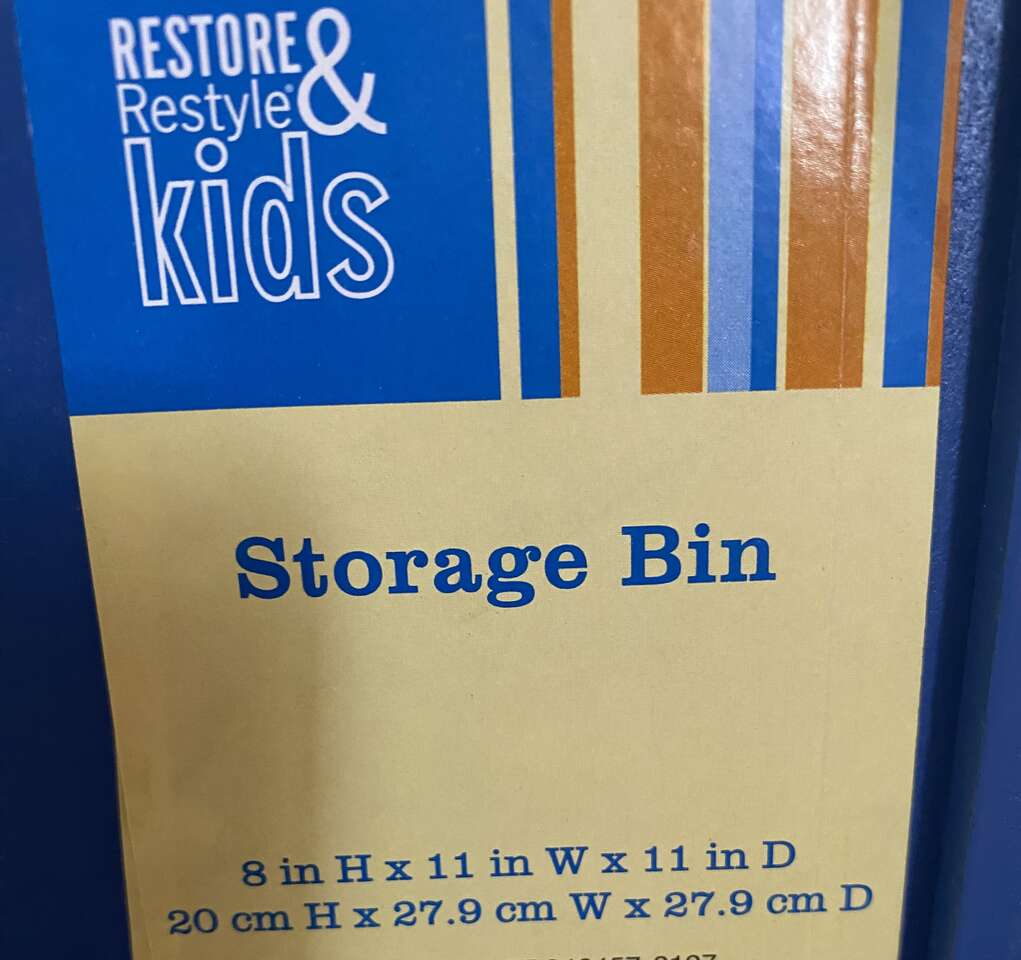 RESTORE &
Restyle®
kids
Storage Bin
8 in H x 11 in W x 11 in D
20 cm H x 27.9 cm W x 27.9 cm D